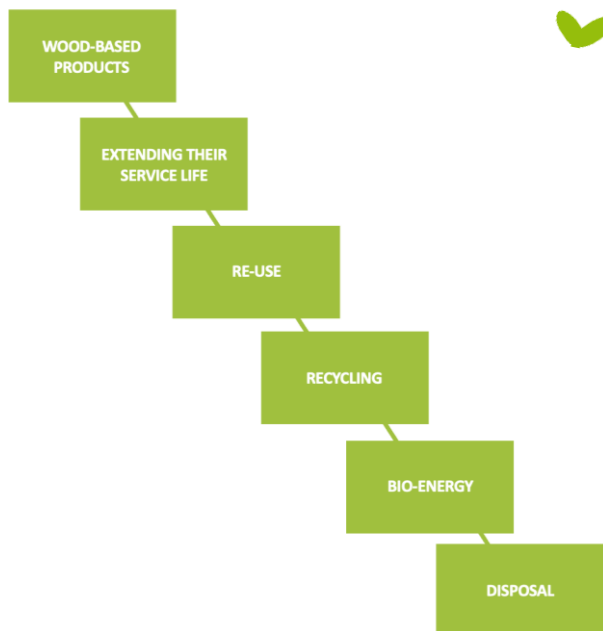 WOOD-BASED
PRODUCTS
EXTENDING THEIR
SERVICE LIFE
RE-USE
RECYCLING
BIO-ENERGY
DISPOSAL